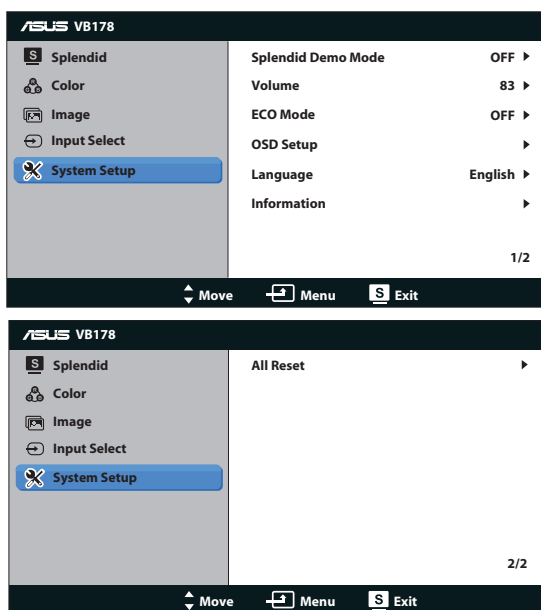 ASUS VB178
S Splendid
Color
Image
Input Select
System Setup
Splendid Demo Mode OFF
Volume 83
ECO Mode OFF
OSD Setup
Language English
Information
1/2
Move Menu S Exit
ASUS VB178
S Splendid
Color
Image
Input Select
System Setup
All Reset
2/2
Move Menu S Exit